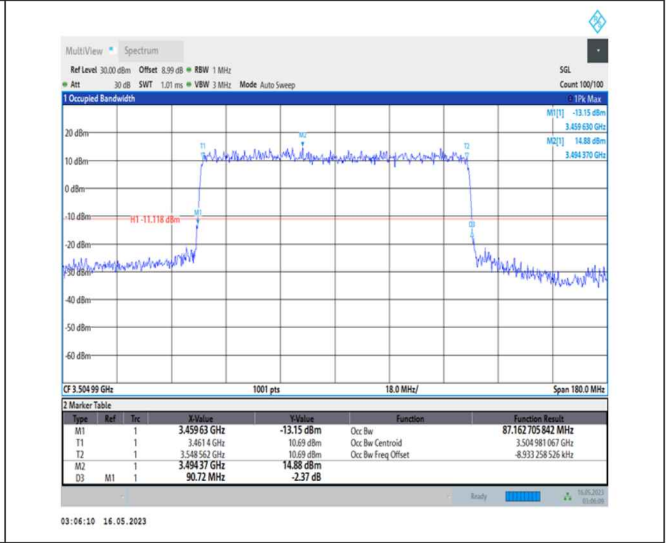 MultiView Spectrum
Ref Level 30.00 dBm Offset 8.99 dB RBW 1 MHz SGL
Att 30 dB SWT 1.01 ms VBW 3 MHz Mode Auto Sweep Count 100/100
1 Occupied Bandwidth 1Pk Max
M1[1] -13.15 dBm
3.459 630 GHz
M2[1] 14.88 dBm
3.494 370 GHz
20 dBm
M2
T1 T2
10 dBm
0 dBm
-10 dBm
H1 -11.118 dBm M1
D3
-20 dBm
-30 dBm
-40 dBm
-50 dBm
-60 dBm
CF 3.504 99 GHz 1001 pts 18.0 MHz/ Span 180.0 MHz
2 Marker Table
Type Ref Trc X-Value Y-Value Function Function Result
M1 1 3.459 63 GHz -13.15 dBm Occ Bw 87.162 705 842 MHz
T1 1 3.461 4 GHz 10.69 dBm Occ Bw Centroid 3.504 981 067 GHz
T2 1 3.548 562 GHz 10.69 dBm Occ Bw Freq Offset -8.933 258 526 kHz
M2 1 3.494 37 GHz 14.88 dBm
D3 M1 1 90.72 MHz -2.37 dB
Ready 16.05.2023
03:06:08
03:06:10 16.05.2023